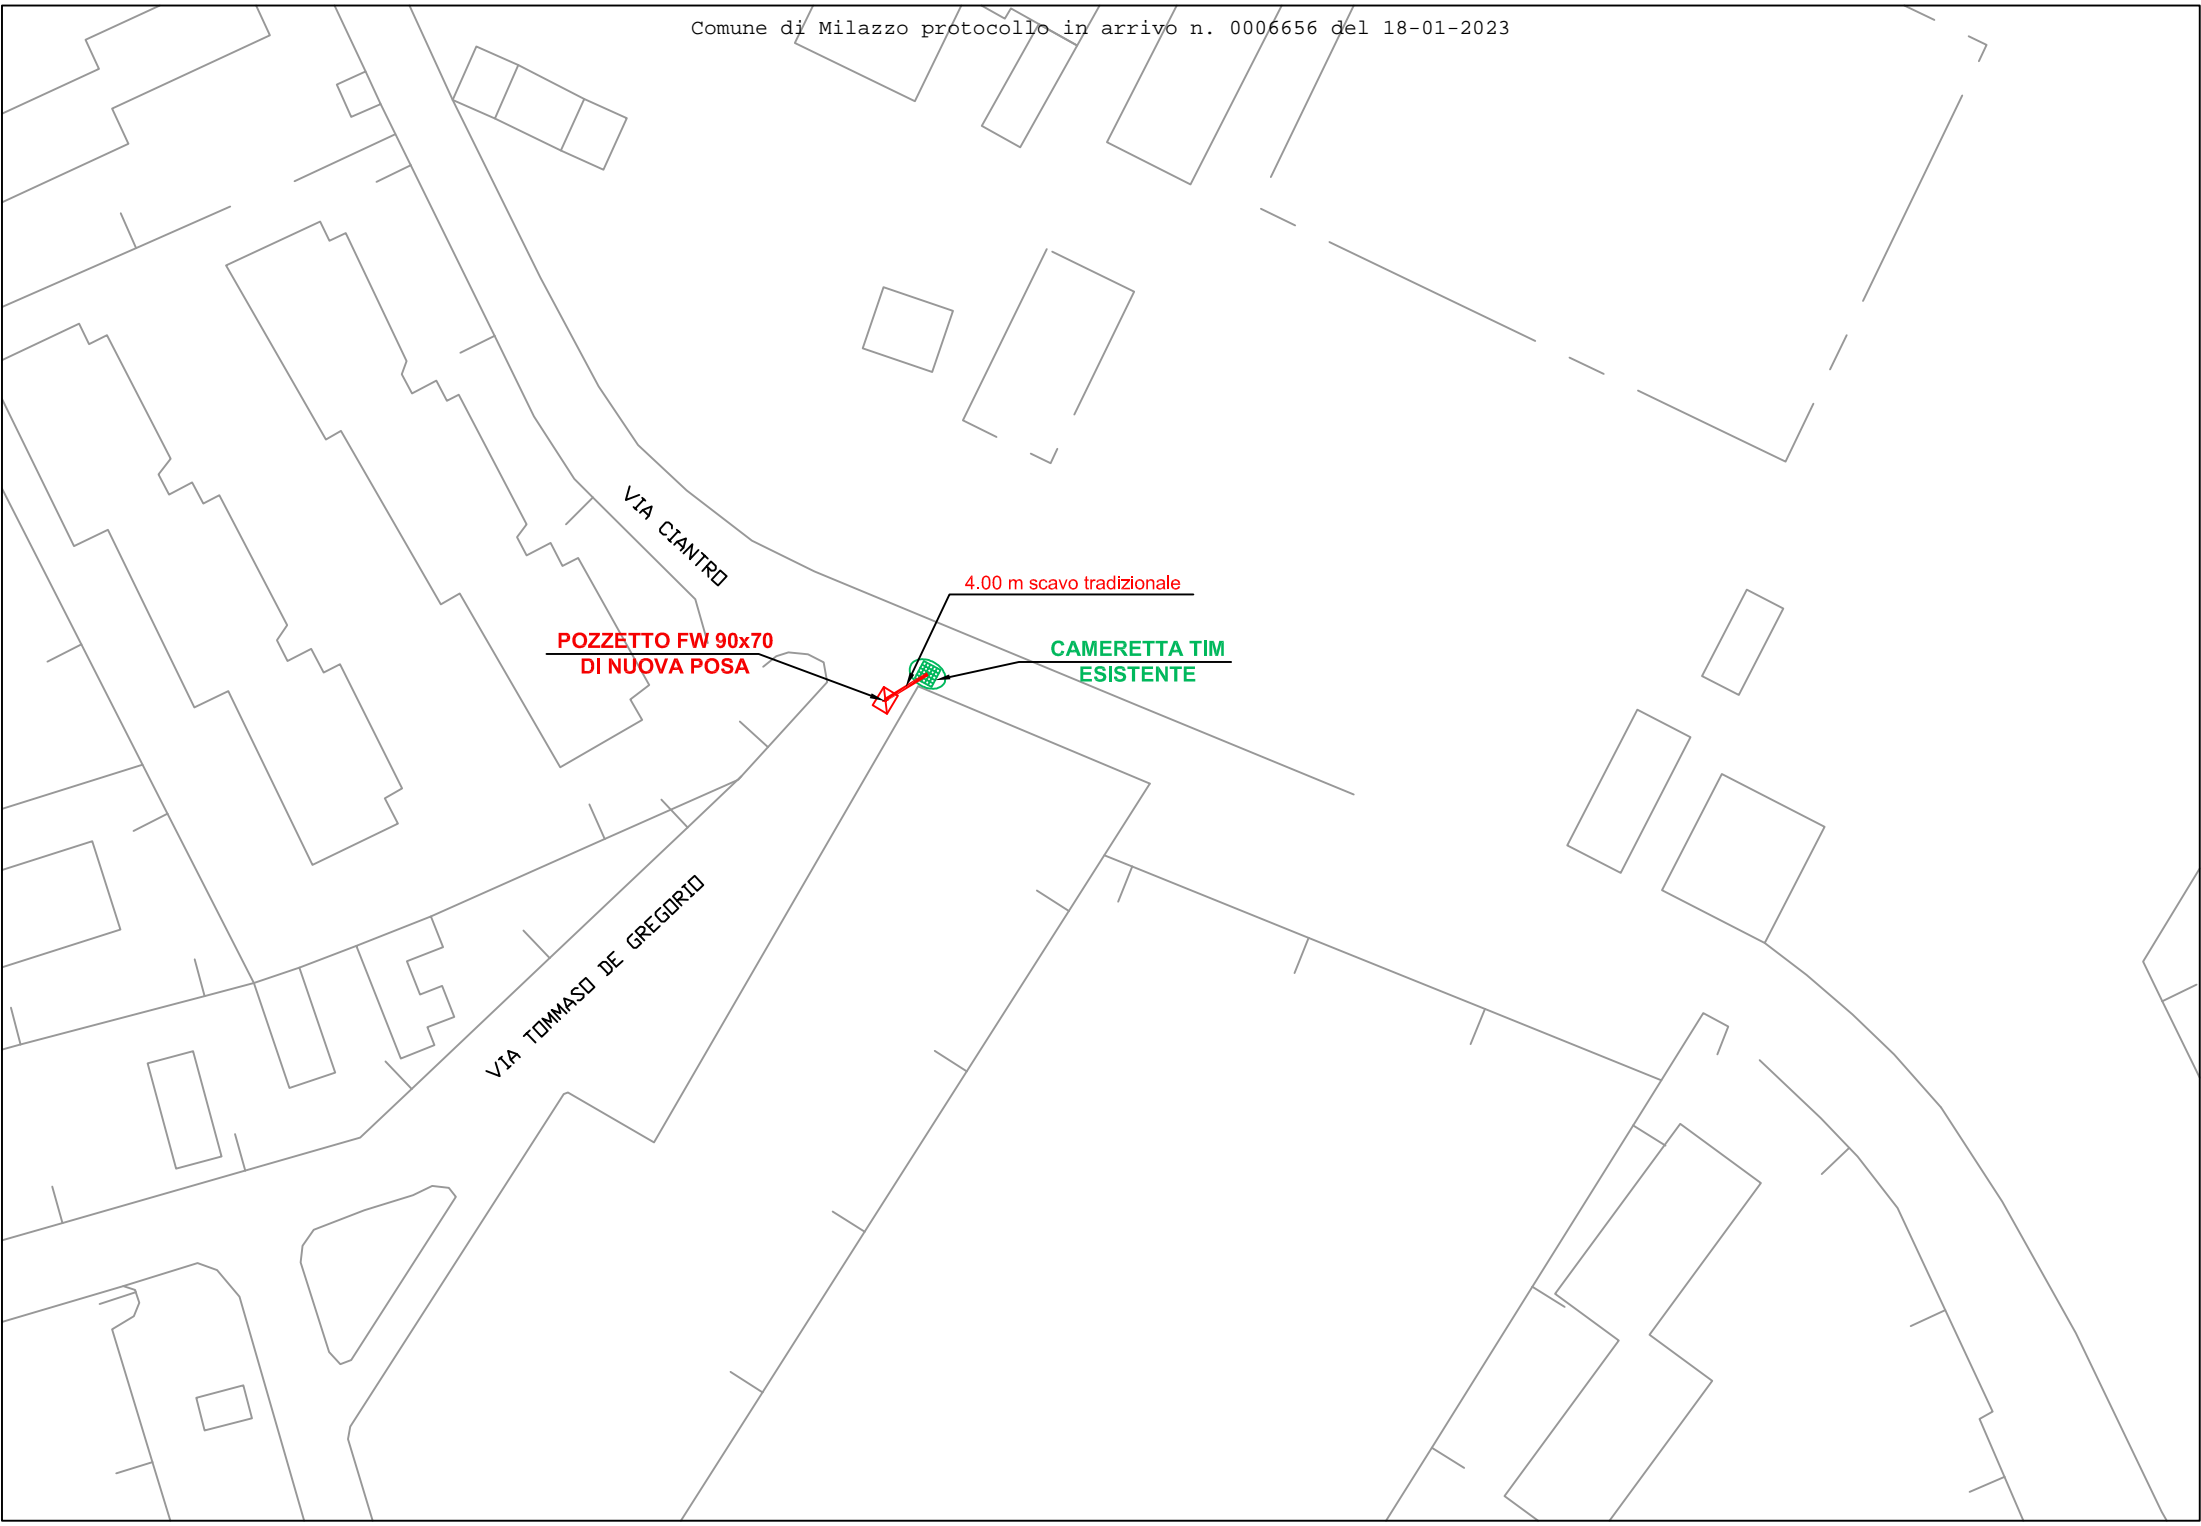 Comune di Milazzo protocollo in arrivo n. 0006656 del 18-01-2023
VIA CIANTRO
4.00 m scavo tradizionale
POZZETTO FW 90x70
DI NUOVA POSA
CAMERETTA TIM
ESISTENTE
VIA TOMMASO DE GREGORIO